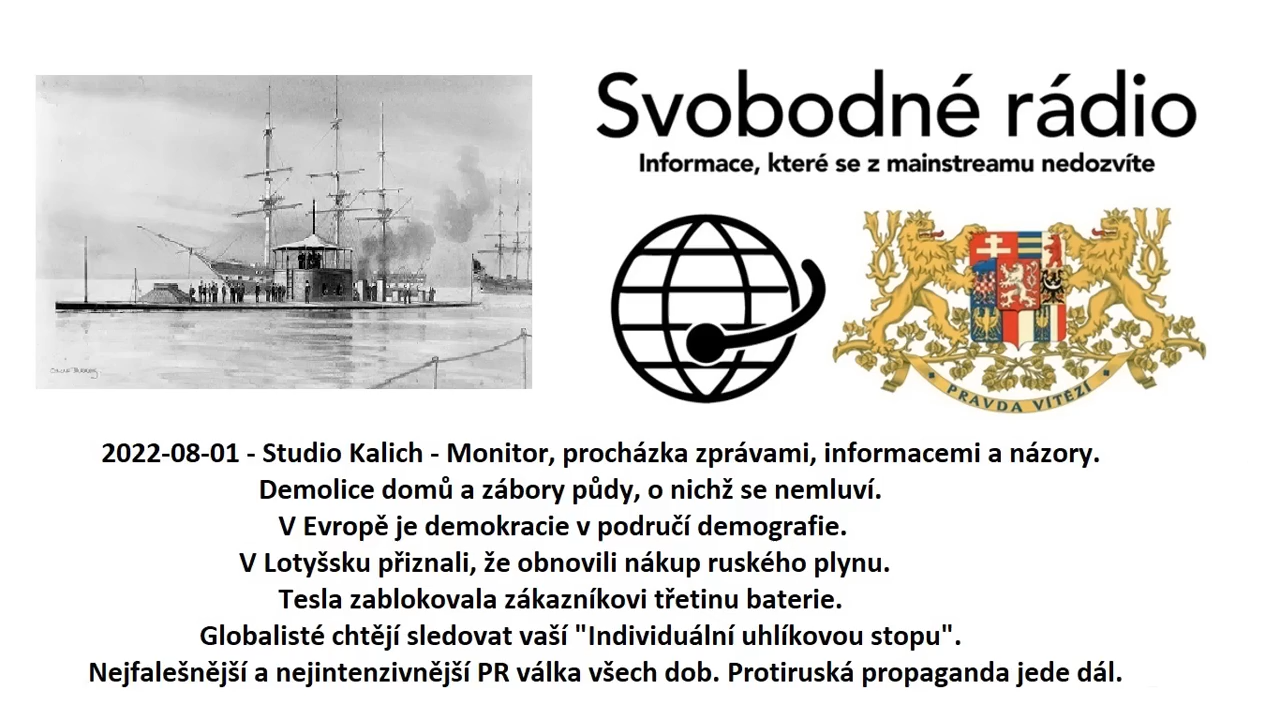 Svobodné rádio
Informace, které se z mainstreamu nedozvíte
PRAVDA VÍTĚZÍ
2022-08-01 - Studio Kalich - Monitor, procházka zprávami, informacemi a názory.
Demolice domů a zábory půdy, o nichž se nemluví.
V Evropě je demokracie v područí demografie.
V Lotyšsku přiznali, že obnovili nákup ruského plynu.
Tesla zablokovala zákazníkovi třetinu baterie.
Globalisté chtějí sledovat vaší "Individuální uhlíkovou stopu".
Nejfalešnější a nejintenzivnější PR válka všech dob. Protiruská propaganda jede dál.